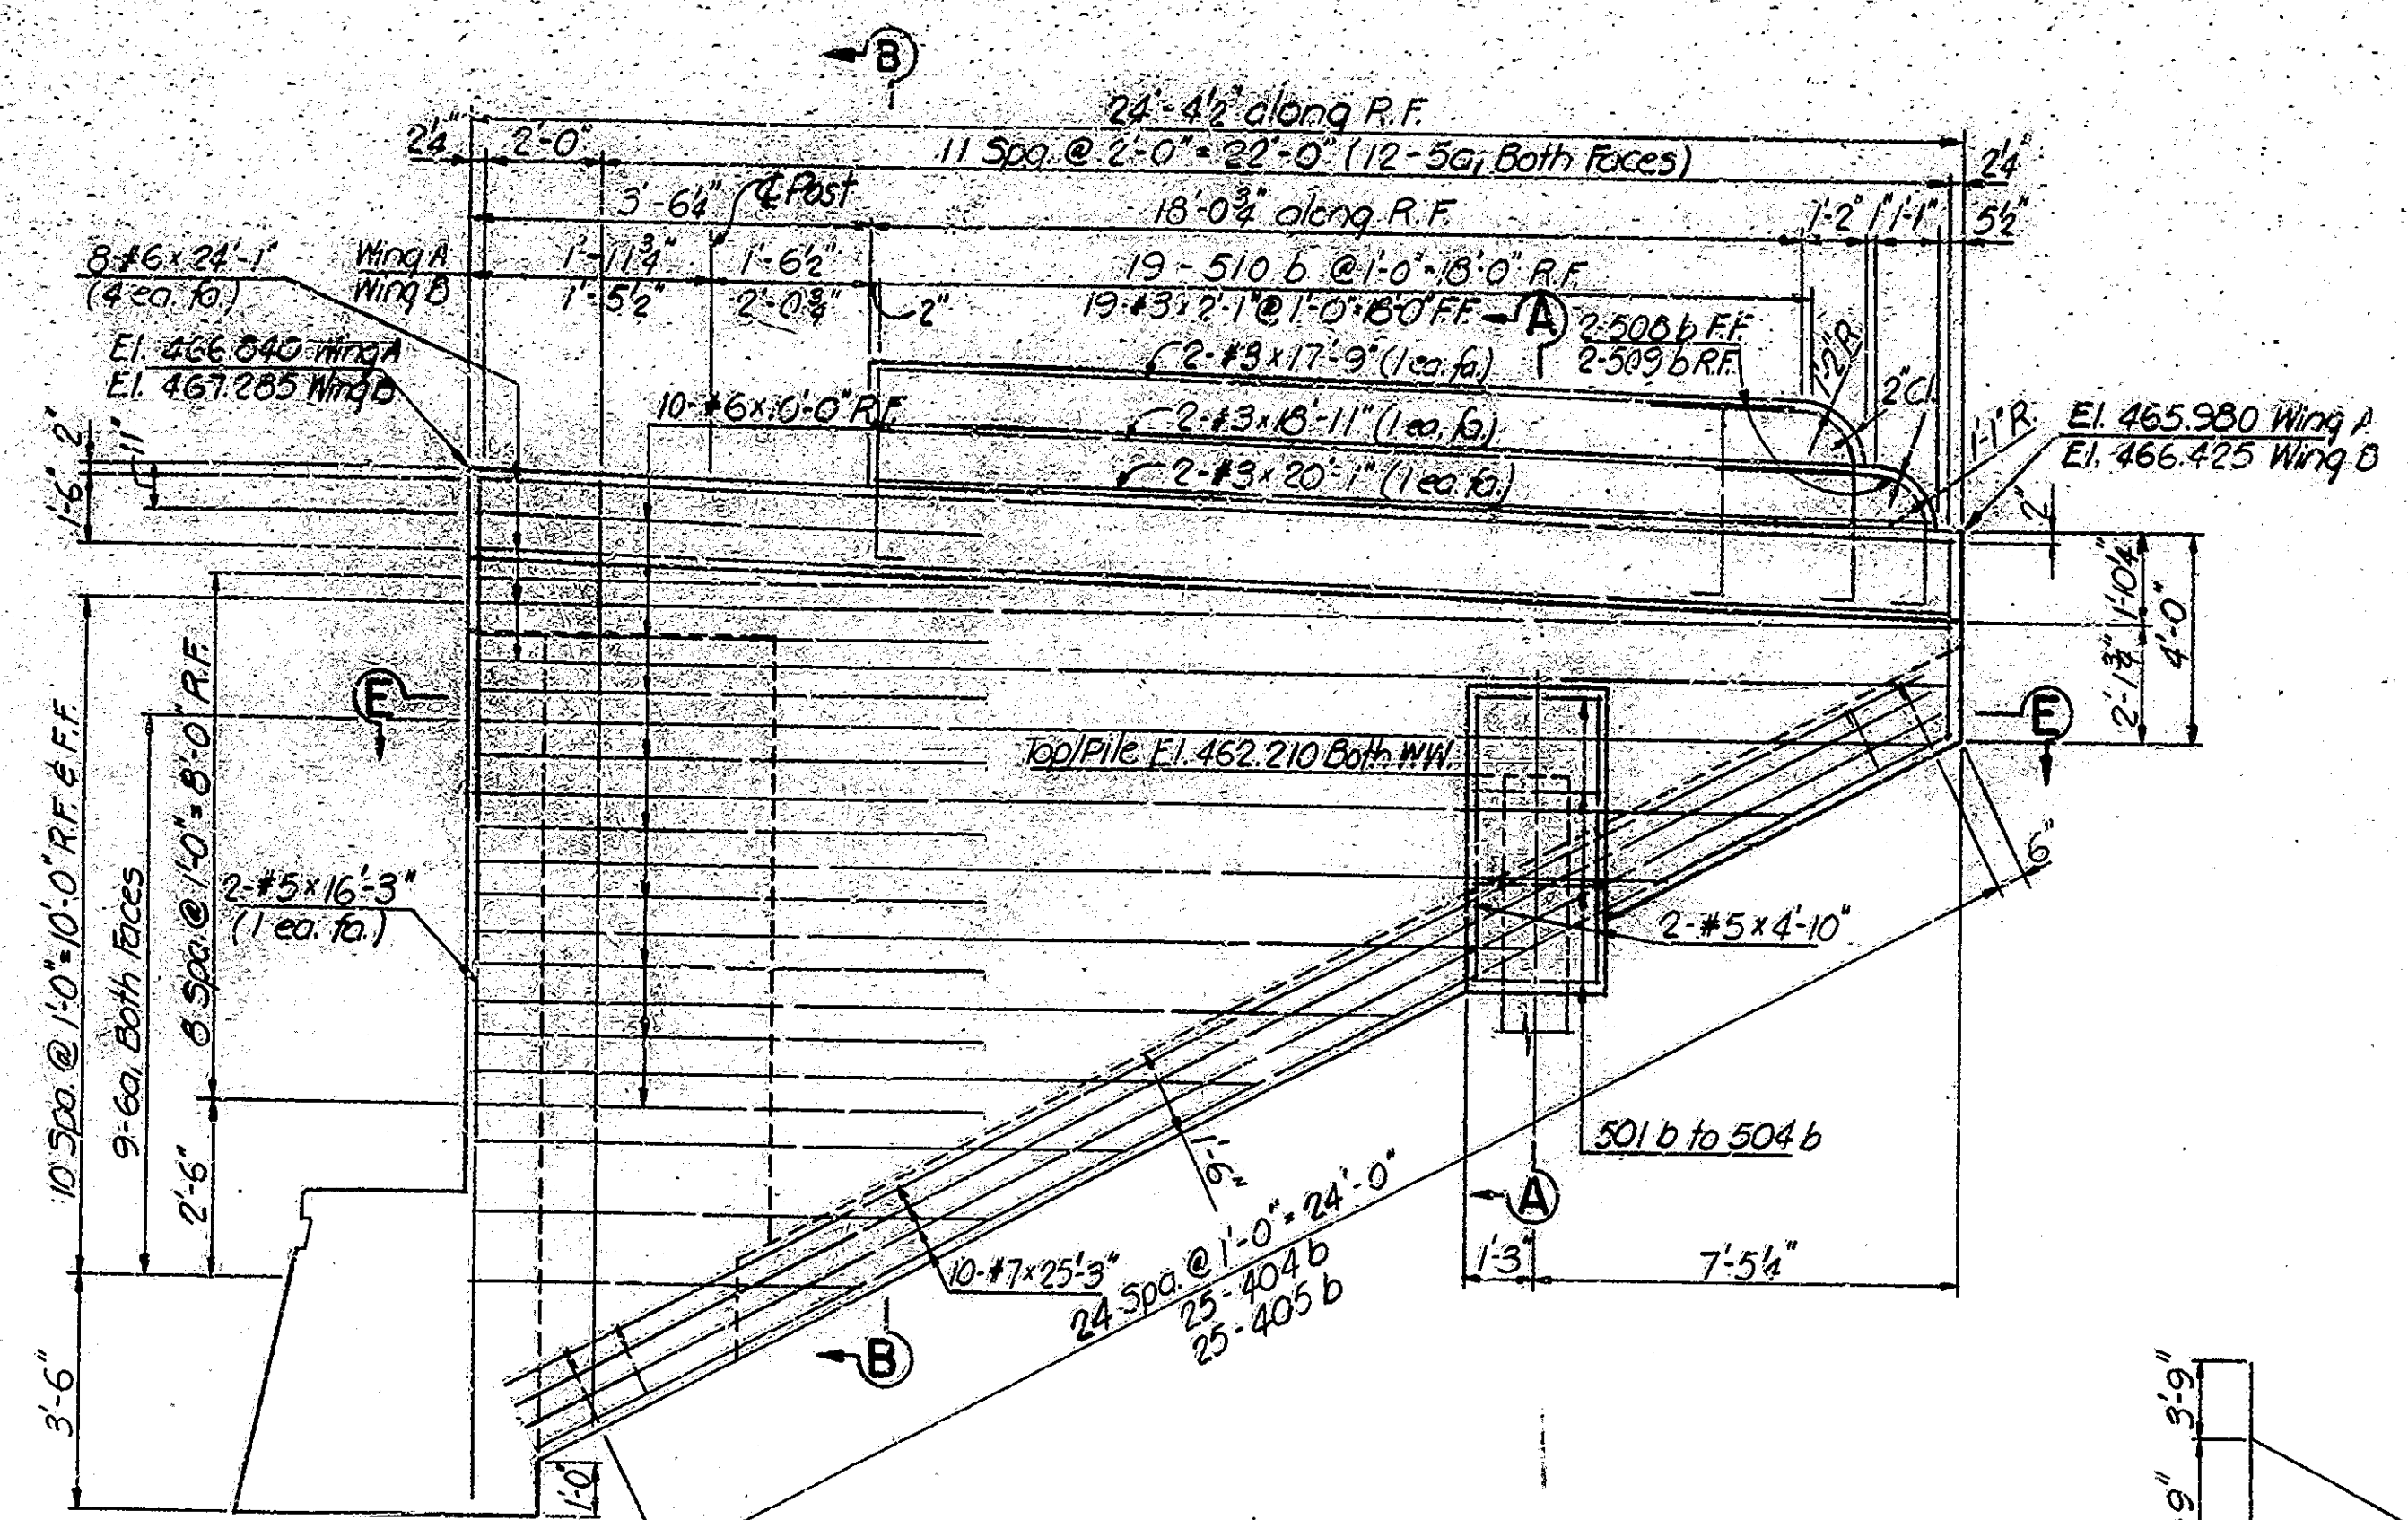 B
24'-4½" along R.F.
2¼"
2'-0"
11 Spa. @ 2'-0" = 22'-0" (12-5a, Both Faces)
2¼"
3'-6¼"
℄ Post
18'-0¾" along R.F.
1'-2"
1"
1'-1"
5½"
8-#6 x 24'-1"
(4 ea. fa.)
Wing A
Wing B
1'-11¾"
1'-5½"
1'-6½"
2'-0¾"
2"
19 - 510 b @ 1'-0" = 18'-0" R.F.
19-#3 x 2'-1" @ 1'-0" = 18'-0" F.F.
A
2-508 b F.F.
2-509 b R.F.
1'-2" R.
2" Cl.
1'-1" R.
El. 466.840 Wing A
El. 467.285 Wing B
2-#3 x 17'-9" (1 ea. fa.)
10-#6 x 10'-0" R.F.
2-#3 x 18'-11" (1 ea. fa.)
2-#3 x 20'-1" (1 ea. fa.)
El. 465.980 Wing A
El. 466.425 Wing B
2"
11"
1'-6"
2"
1'-10¼"
2'-1¾"
4'-0"
E
E
Top/Pile El. 462.210 Both WW.
10 Spa. @ 1'-0" = 10'-0" R.F. & F.F.
9-6a, Both Faces
8 Spa. @ 1'-0" = 8'-0" R.F.
2'-6"
2-#5 x 16'-3"
(1 ea. fa.)
6"
2-#5 x 4'-10"
501 b to 504 b
1'-9"
A
1'-3"
7'-5¼"
10-#7 x 25'-3"
24 Spa. @ 1'-0" = 24'-0"
25 - 404 b
25 - 405 b
B
3'-6"
1'-0"
3'-9"
9"